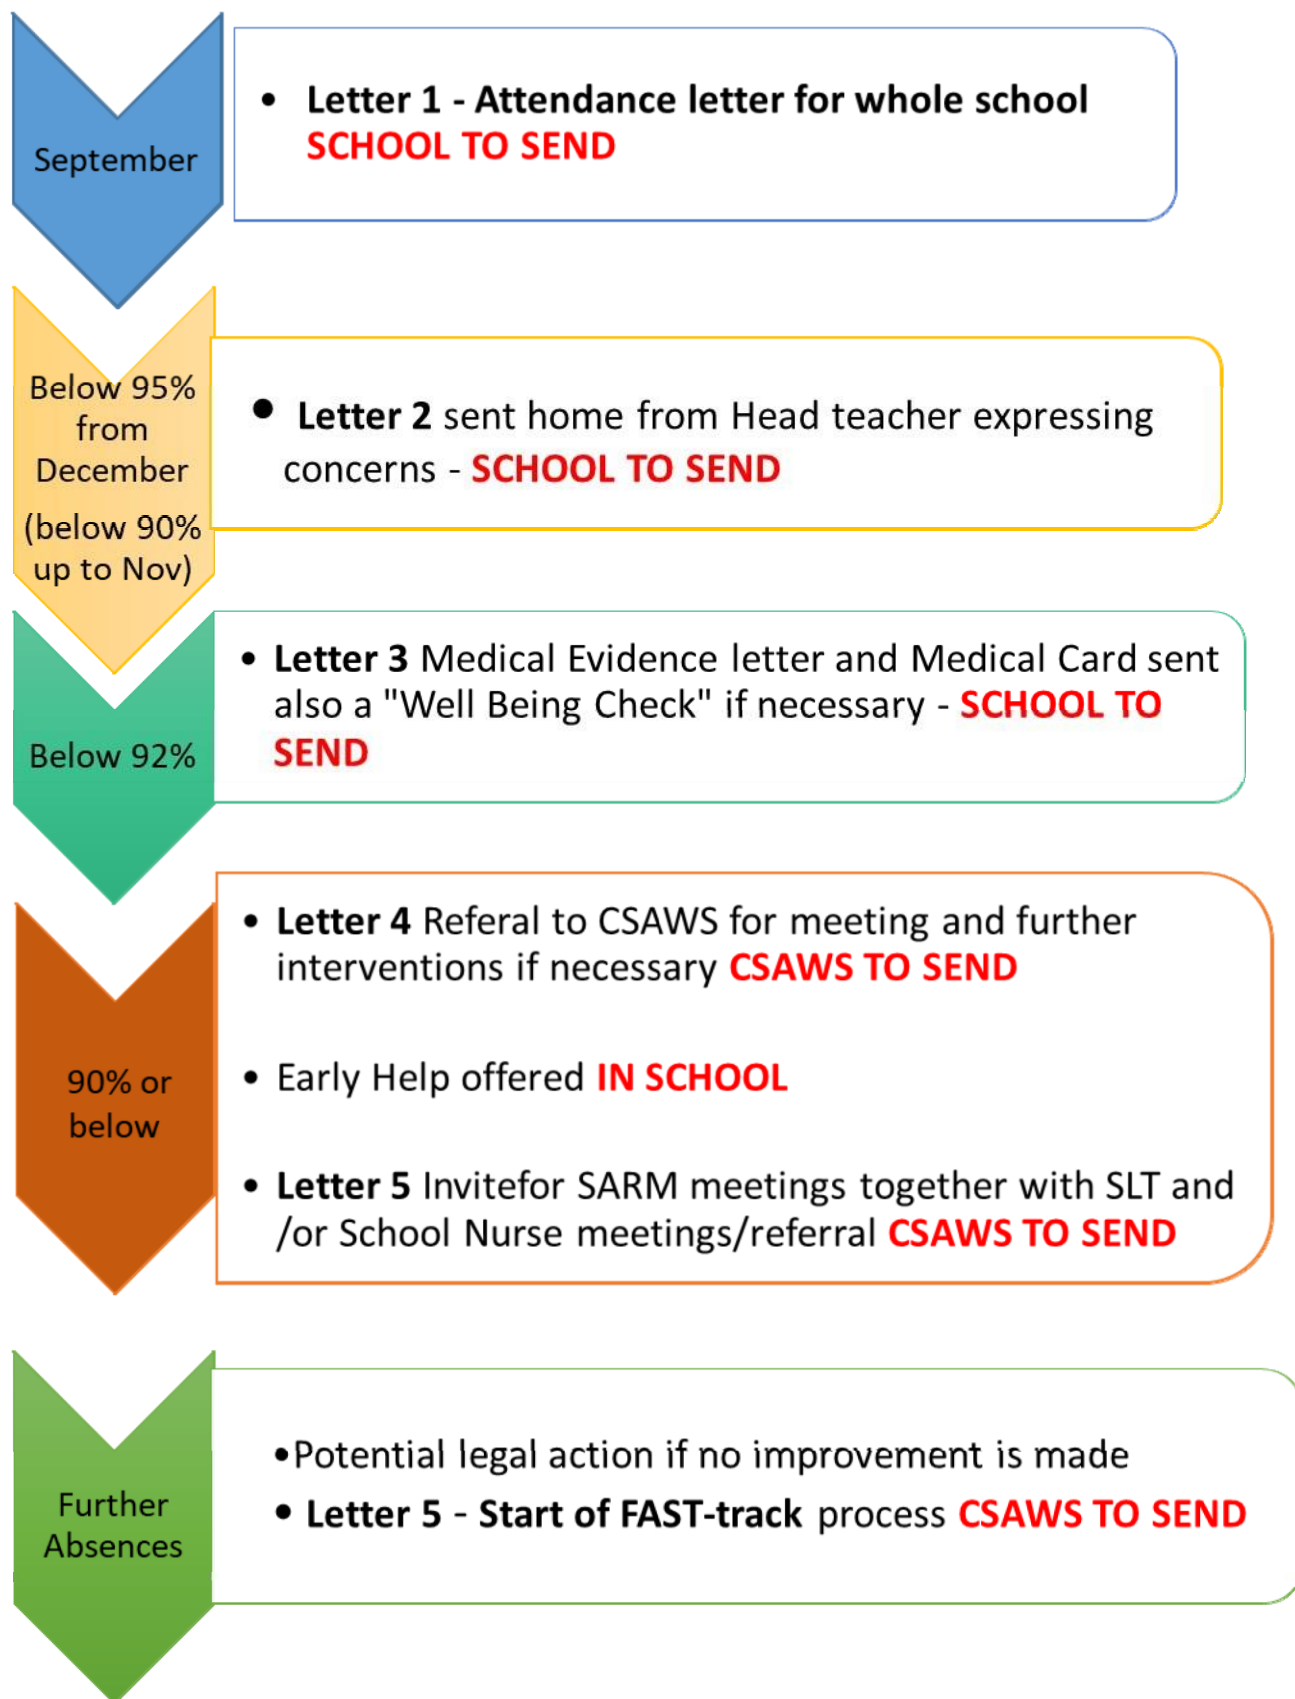 September
• Letter 1 - Attendance letter for whole school
SCHOOL TO SEND
Below 95%
from
December
(below 90%
up to Nov)
• Letter 2 sent home from Head teacher expressing
concerns - SCHOOL TO SEND
Below 92%
• Letter 3 Medical Evidence letter and Medical Card sent
also a "Well Being Check" if necessary - SCHOOL TO
SEND
90% or
below
• Letter 4 Referal to CSAWS for meeting and further
interventions if necessary CSAWS TO SEND
• Early Help offered IN SCHOOL
• Letter 5 Invitefor SARM meetings together with SLT and
/or School Nurse meetings/referral CSAWS TO SEND
Further
Absences
•Potential legal action if no improvement is made
• Letter 5 - Start of FAST-track process CSAWS TO SEND